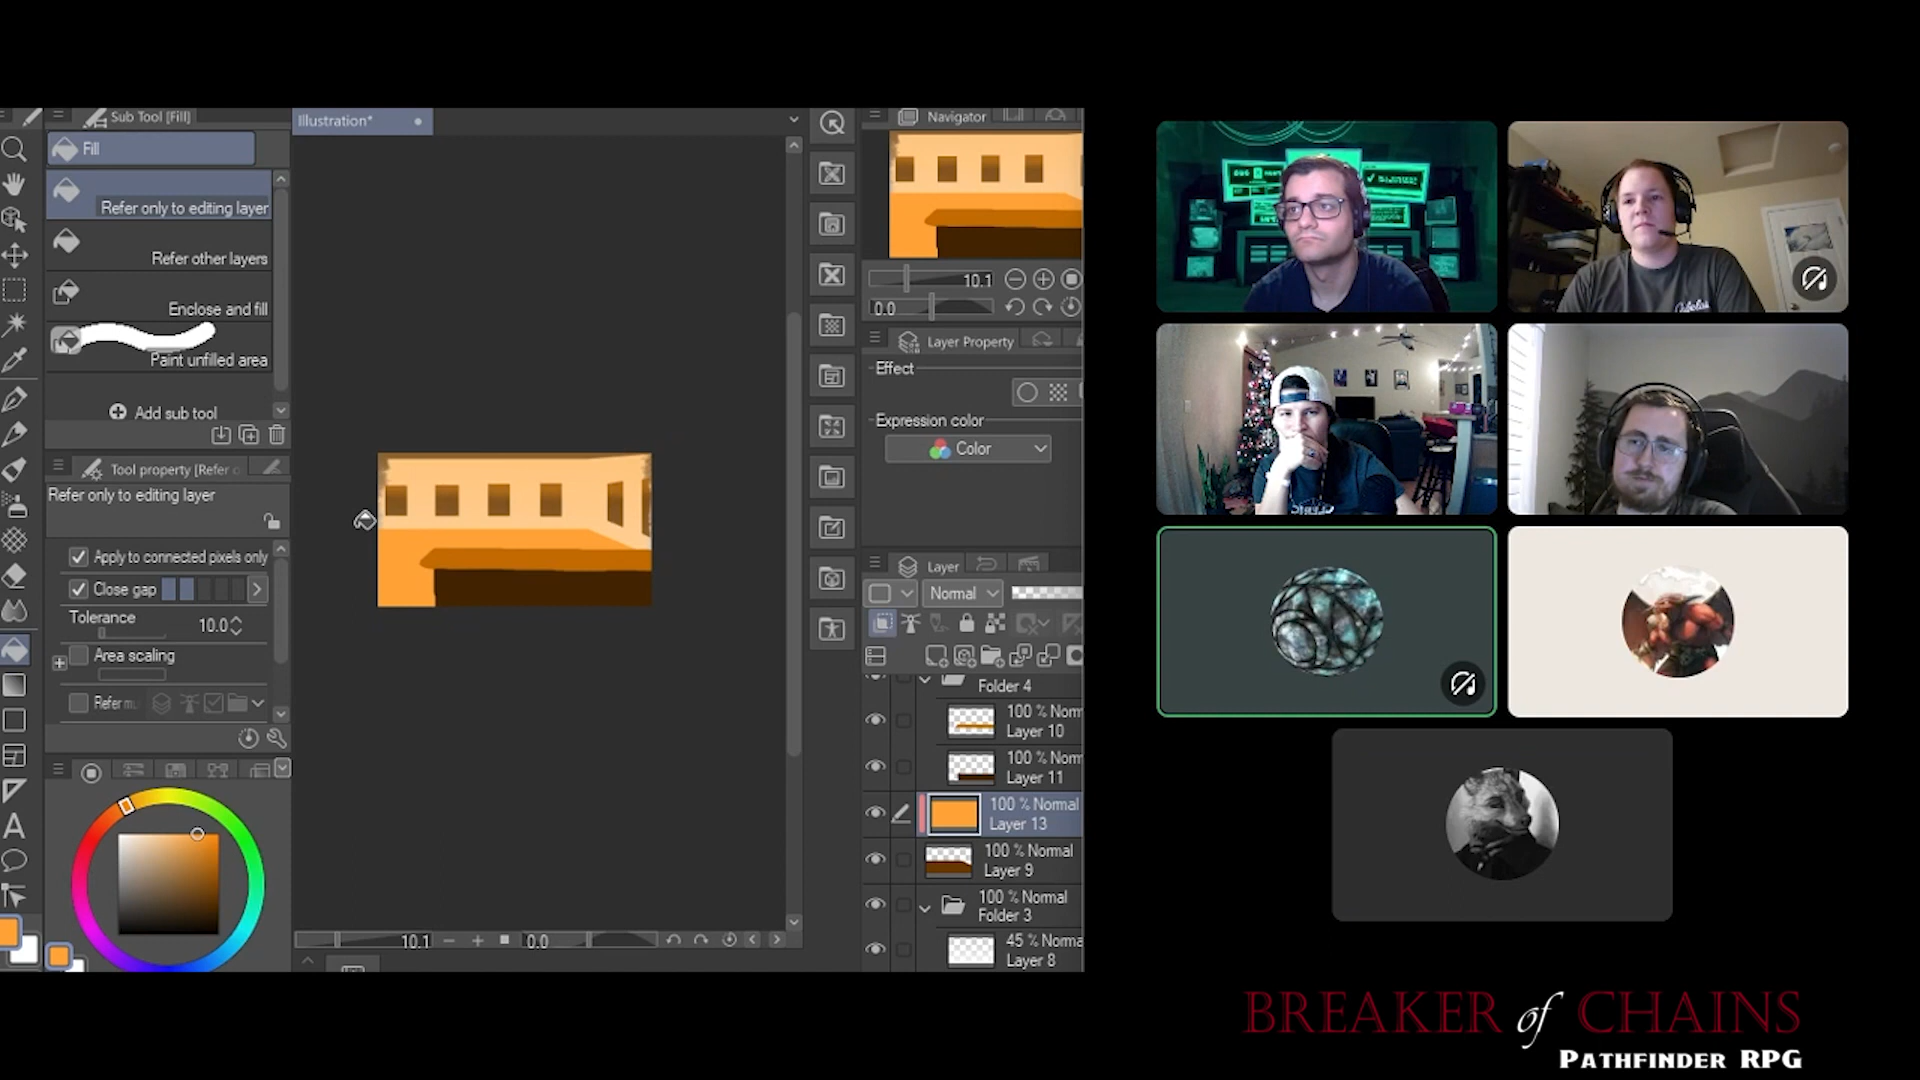 Sub Tool [Fill]
Fill
Refer only to editing layer
Refer other layers
Enclose and fill
Paint unfilled area
Add sub tool
Tool property [Refer o
Refer only to editing layer
Apply to connected pixels only
Close gap
Tolerance
10.0
Area scaling
Refer mu
Illustration*
10.1
0.0
Navigator
10.1
0.0
Layer Property
Effect
Expression color
Color
Layer
Normal
Folder 4
100 % Norm
Layer 10
100 % Norm
Layer 11
100 % Normal
Layer 13
100 % Normal
Layer 9
100 % Normal
Folder 3
45 % Norma
Layer 8
BREAKER of CHAINS
PATHFINDER RPG